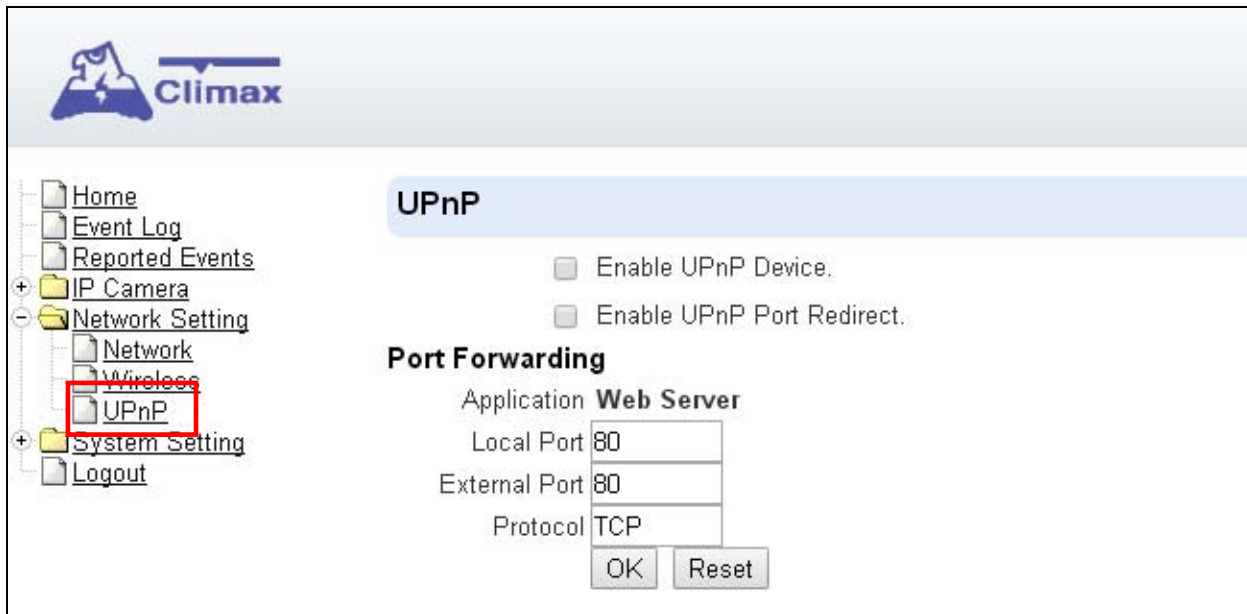 Climax
Home
Event Log
Reported Events
IP Camera
Network Setting
Network
Wireless
UPnP
System Setting
Logout
UPnP
Enable UPnP Device.
Enable UPnP Port Redirect.
Port Forwarding
Application Web Server
Local Port 80
External Port 80
Protocol TCP
OK Reset